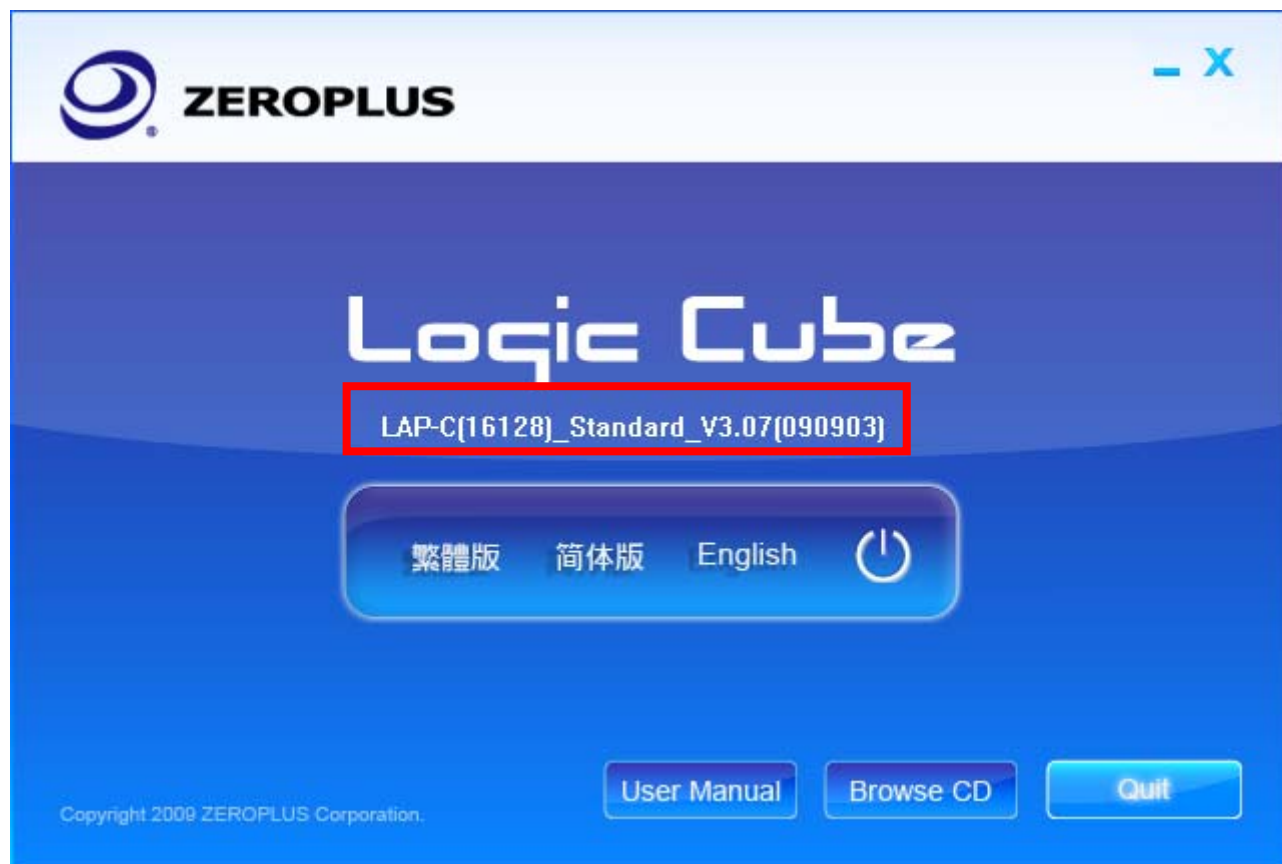 ZEROPLUS
Logic Cube
LAP-C(16128)_Standard_V3.07(090903)
繁體版 简体版 English
User Manual Browse CD Quit
Copyright 2009 ZEROPLUS Corporation.